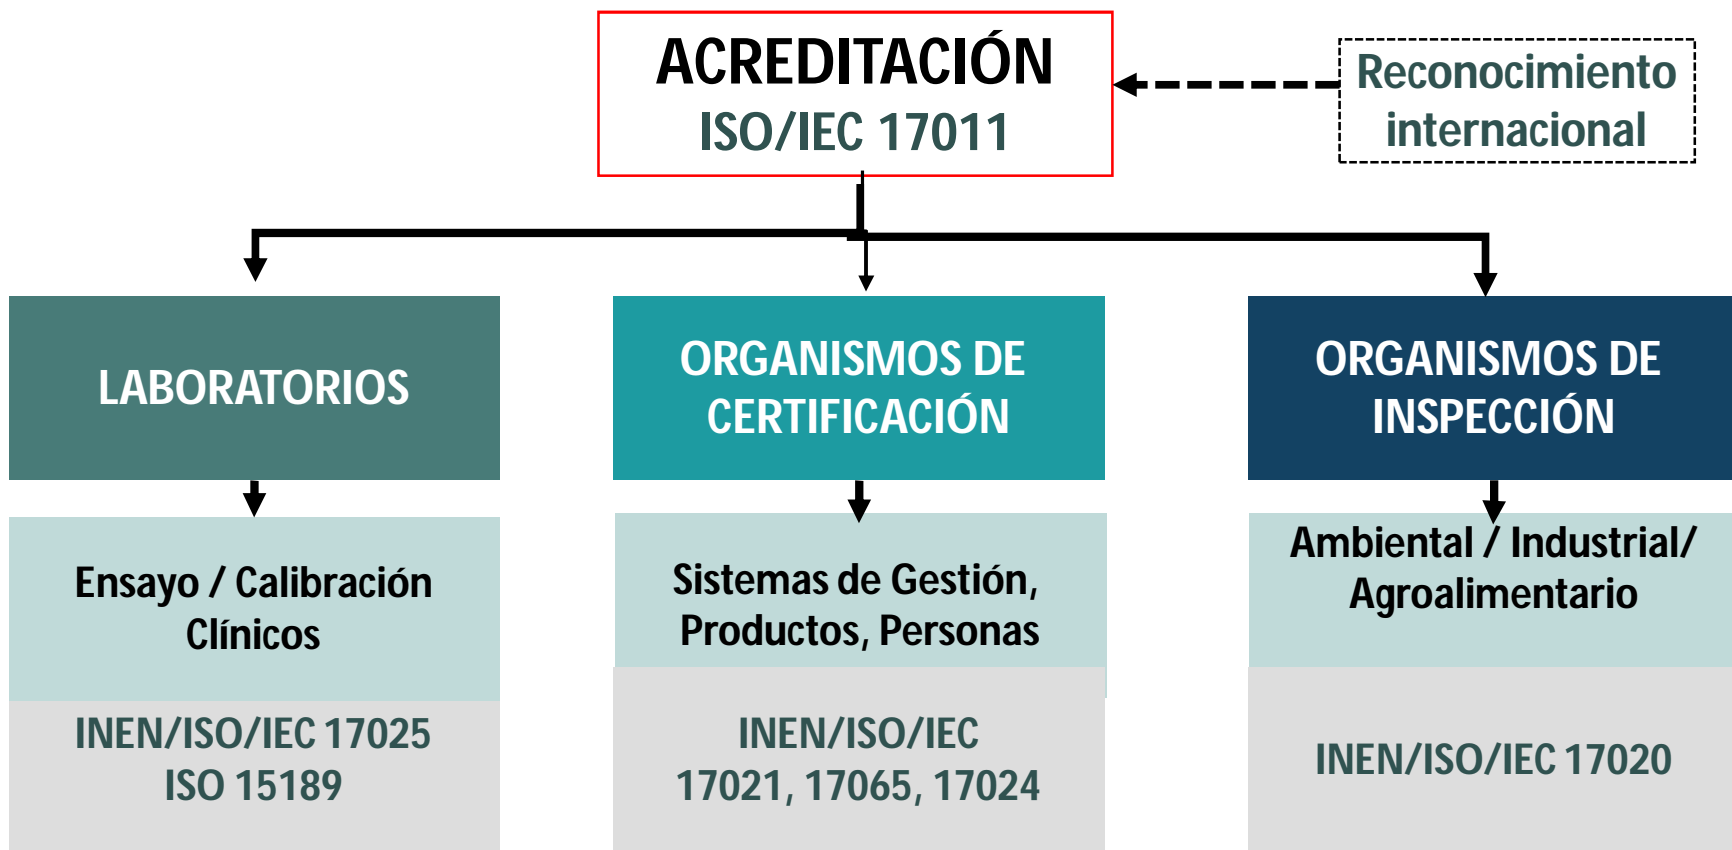 ACREDITACIÓN
ISO/IEC 17011
Reconocimiento
internacional
LABORATORIOS
ORGANISMOS DE
CERTIFICACIÓN
ORGANISMOS DE
INSPECCIÓN
Ensayo / Calibración
Clínicos
Sistemas de Gestión,
Productos, Personas
Ambiental / Industrial/
Agroalimentario
INEN/ISO/IEC 17025
ISO 15189
INEN/ISO/IEC
17021, 17065, 17024
INEN/ISO/IEC 17020